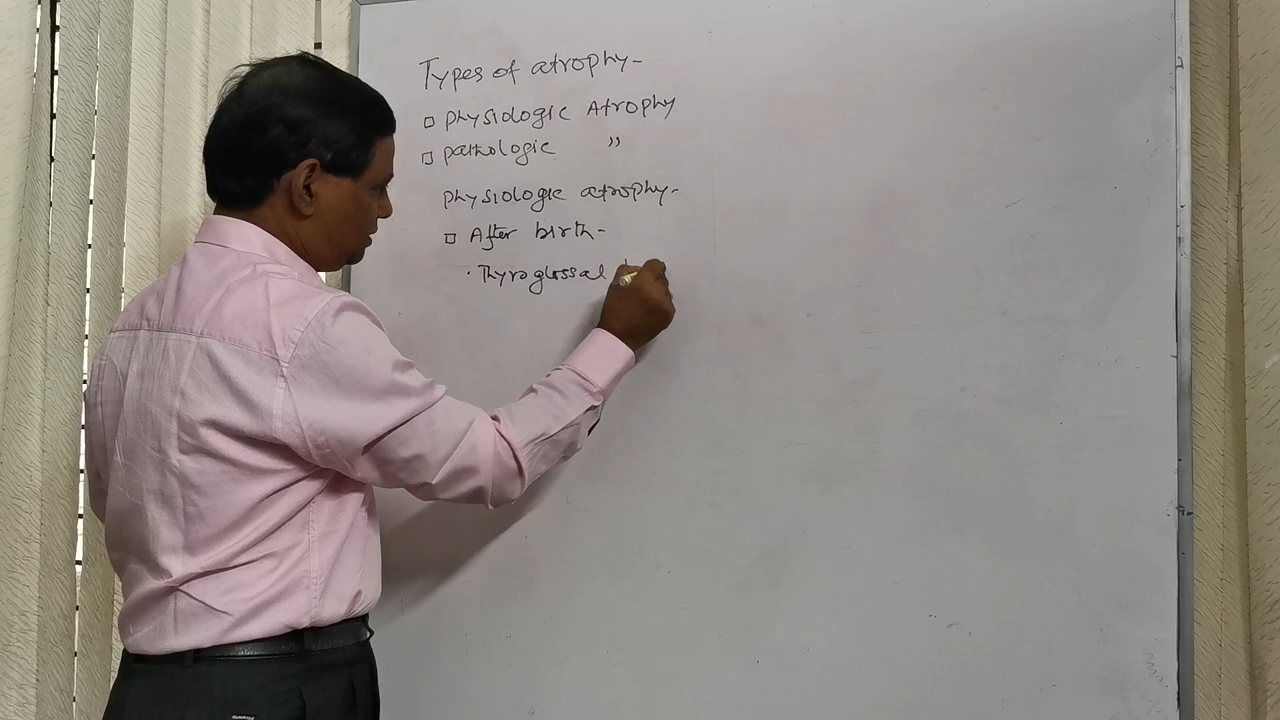 Types of atrophy-
□ physiologic Atrophy
□ pathologic "
physiologic atrophy-
□ After birth-
· Thyroglossal